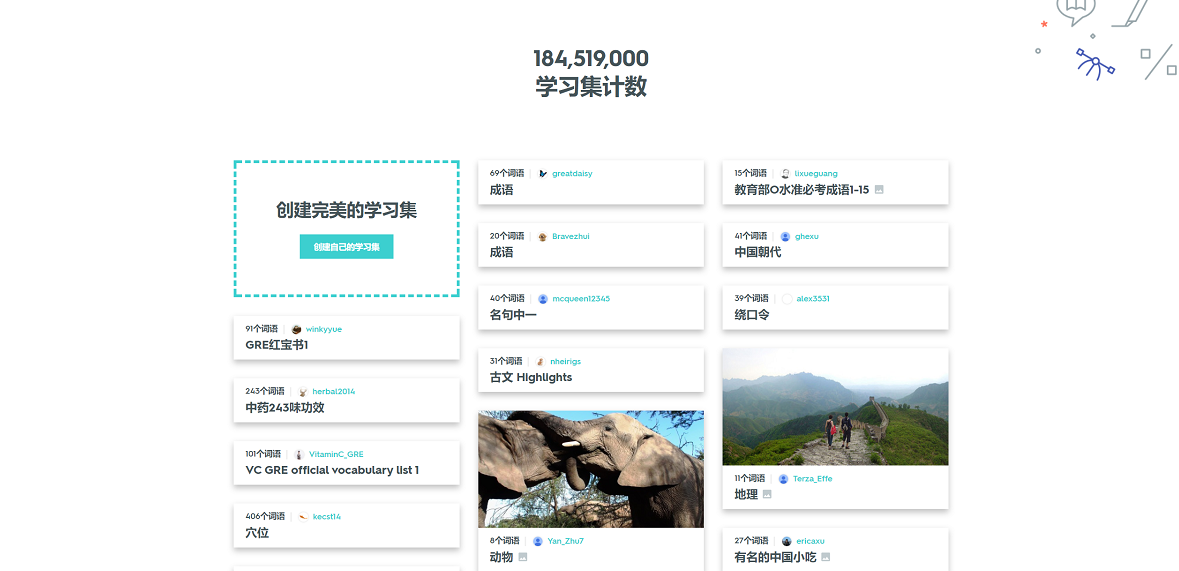 184,519,000
学习集计数
创建完美的学习集
创建自己的学习集
91个词语 winkyyue
GRE红宝书1
243个词语 herbal2014
中药243味功效
101个词语 VitaminC_GRE
VC GRE official vocabulary list 1
406个词语 kecst14
穴位
69个词语 greatdaisy
成语
20个词语 Bravezhui
成语
40个词语 mcqueen12345
名句中一
31个词语 nheirigs
古文 Highlights
8个词语 Yan_Zhu7
动物
15个词语 lixueguang
教育部O水准必考成语1-15
41个词语 ghexu
中国朝代
39个词语 alex3531
绕口令
11个词语 Terza_Effe
地理
27个词语 ericaxu
有名的中国小吃